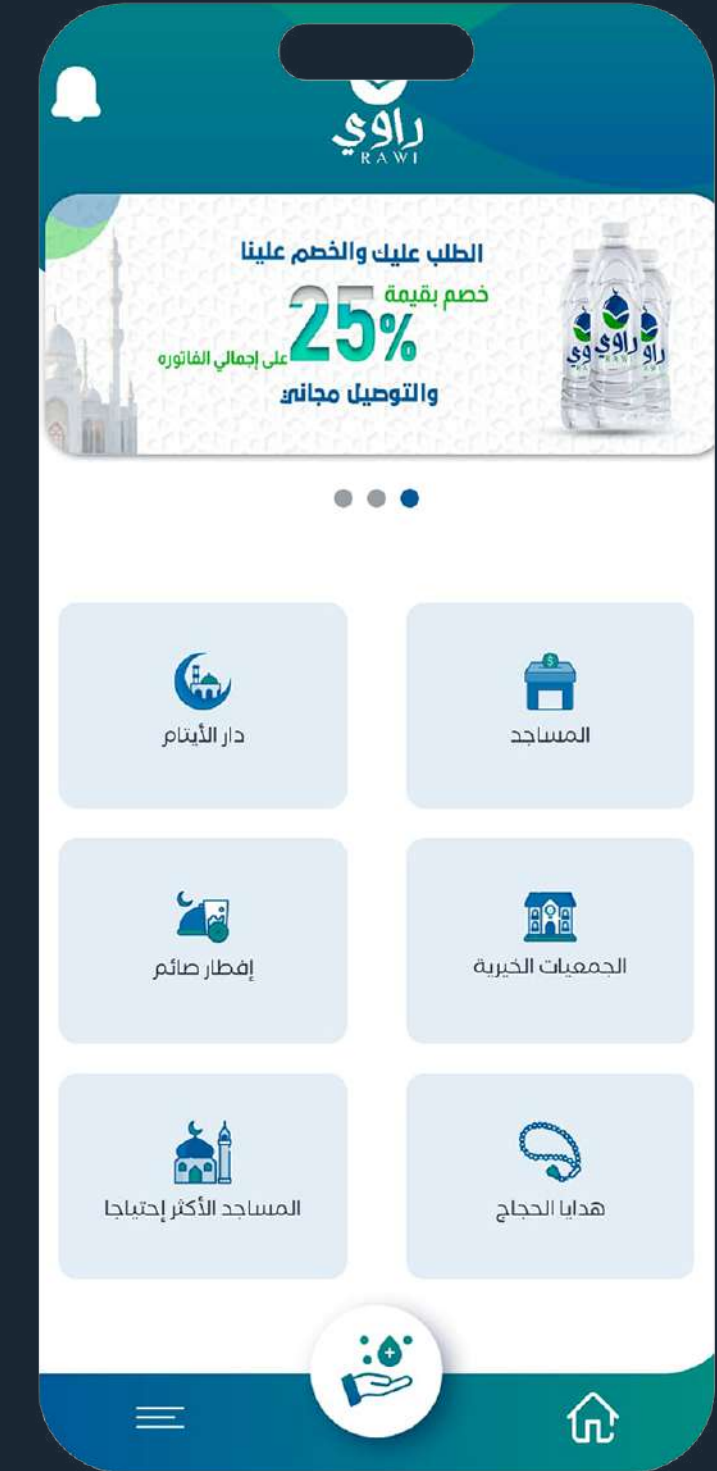 راوي
RAWI
الطلب عليك والخصم علينا
خصم بقيمة
25%
على إجمالي الفاتوره
والتوصيل مجاني
راوي
RAWI
المساجد
دار الأيتام
الجمعيات الخيرية
إفطار صائم
هدايا الحجاج
المساجد الأكثر إحتياجا